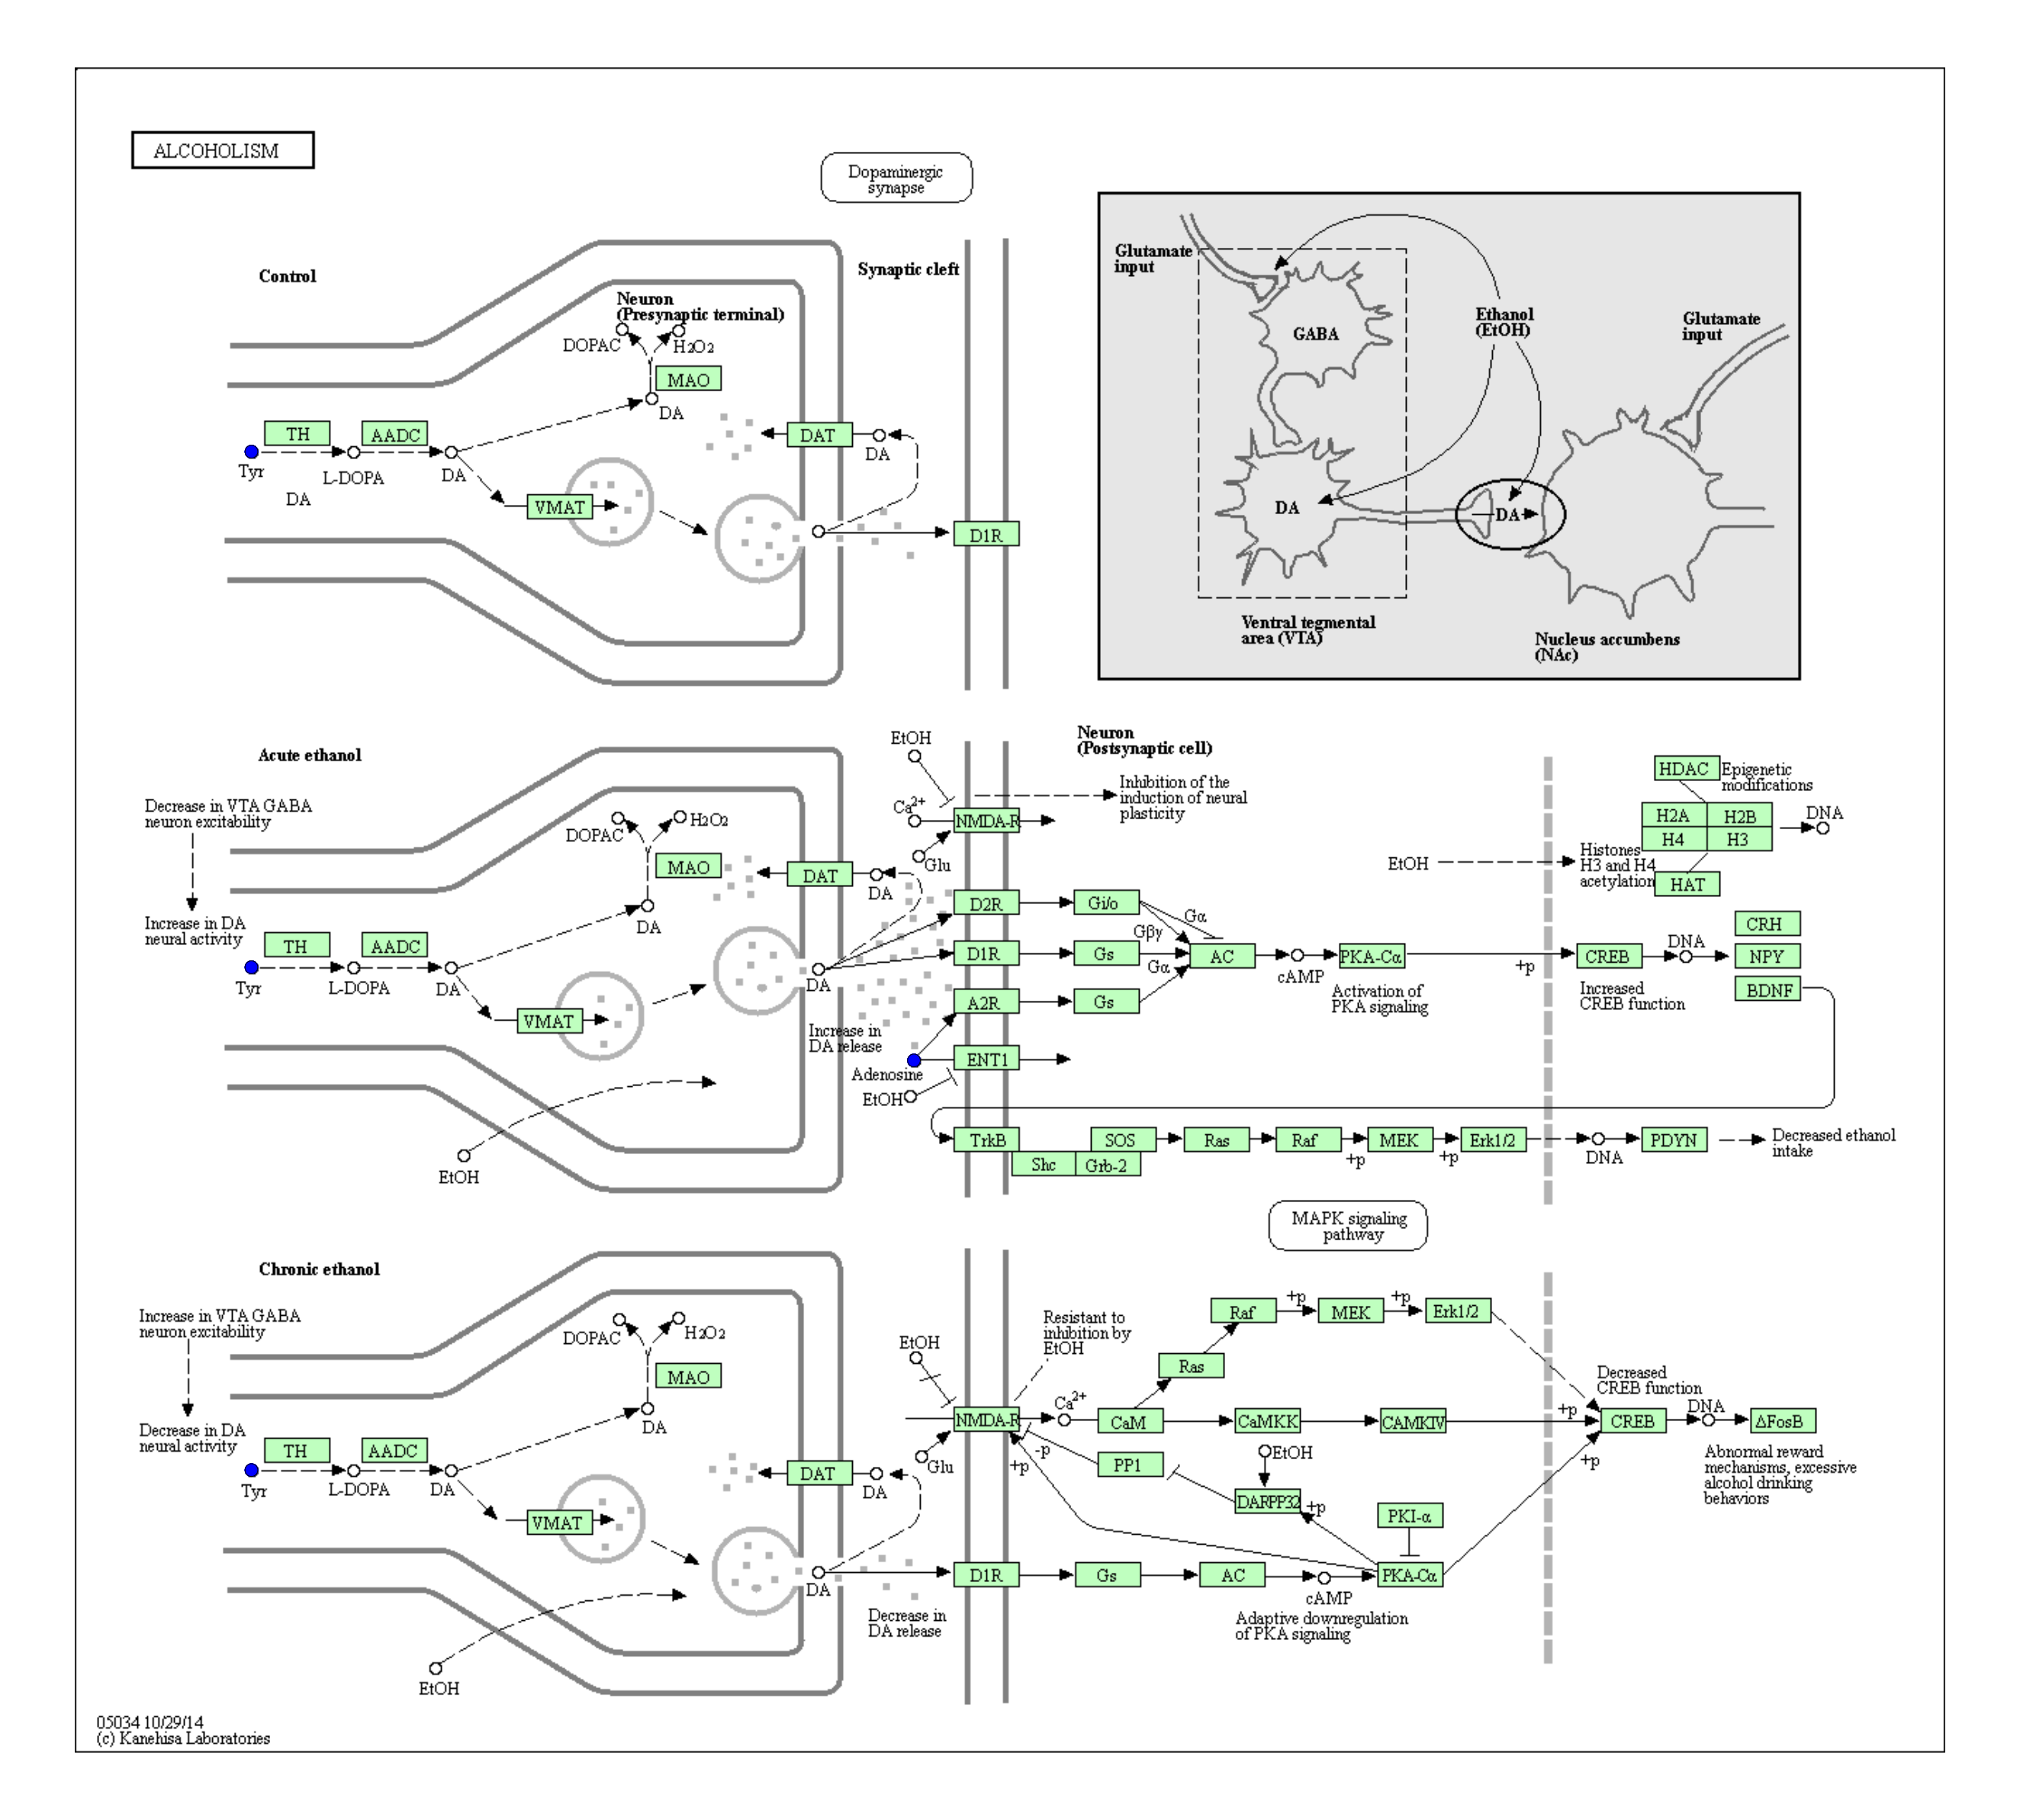 ALCOHOLISM
Dopaminergic
synapse
Control
Neuron
(Presynaptic terminal)
Synaptic cleft
DOPAC
H2O2
MAO
DA
TH
AADC
DAT
DA
Tyr
L-DOPA
DA
DA
VMAT
D1R
Glutamate
input
GABA
Ethanol
(EtOH)
Glutamate
input
DA
DA
Ventral tegmental
area (VTA)
Nucleus accumbens
(NAc)
Acute ethanol
Decrease in VTA GABA
neuron excitability
Increase in DA
neural activity
DOPAC
H2O2
MAO
DA
TH
AADC
DAT
DA
Tyr
L-DOPA
DA
VMAT
DA
Increase in
DA release
EtOH
EtOH
Ca2+
NMDA-R
Glu
Neuron
(Postsynaptic cell)
Inhibition of the
induction of neural
plasticity
D2R
Gi/o
Gα
Gβγ
D1R
Gs
AC
Gα
cAMP
PKA-Cα
Activation of
PKA signaling
+p
A2R
Gs
ENT1
Adenosine
EtOH
HDAC
Epigenetic
modifications
H2A
H2B
H4
H3
DNA
EtOH
Histones
H3 and H4
acetylation
HAT
CREB
DNA
Increased
CREB function
CRH
NPY
BDNF
TrkB
Shc
Grb-2
SOS
Ras
Raf
+p
MEK
+p
Erk1/2
DNA
PDYN
Decreased ethanol
intake
MAPK signaling
pathway
Chronic ethanol
Increase in VTA GABA
neuron excitability
Decrease in DA
neural activity
DOPAC
H2O2
MAO
DA
TH
AADC
DAT
DA
Tyr
L-DOPA
DA
VMAT
DA
Decrease in
DA release
EtOH
EtOH
NMDA-R
Glu
Resistant to
inhibition by
EtOH
Ca2+
CaM
Ras
Raf
+p
MEK
+p
Erk1/2
CaMKK
CAMKIV
+p
PP1
-p
+p
EtOH
DARPP32
+p
PKI-α
D1R
Gs
AC
cAMP
PKA-Cα
Adaptive downregulation
of PKA signaling
+p
Decreased
CREB function
CREB
DNA
ΔFosB
Abnormal reward
mechanisms, excessive
alcohol drinking
behaviors
05034 10/29/14
(c) Kanehisa Laboratories